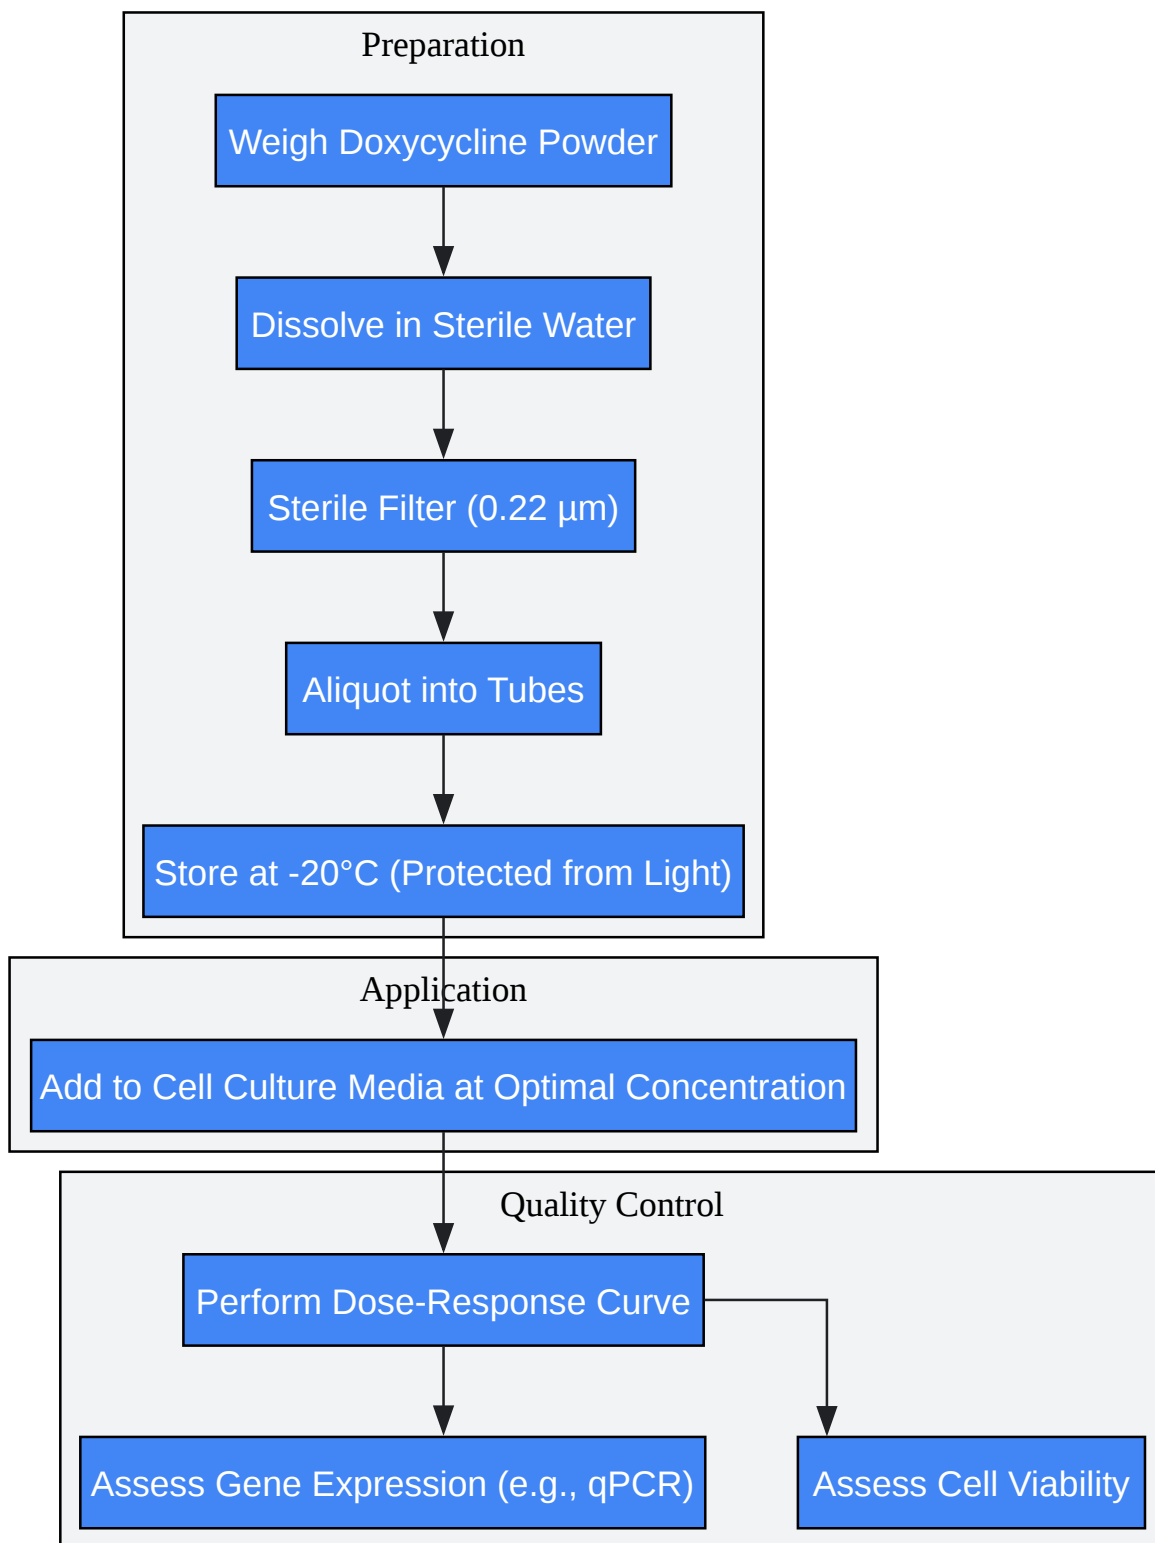 Preparation
Weigh Doxycycline Powder
Dissolve in Sterile Water
Sterile Filter (0.22 µm)
Aliquot into Tubes
Store at -20°C (Protected from Light)
Application
Add to Cell Culture Media at Optimal Concentration
Quality Control
Perform Dose-Response Curve
Assess Gene Expression (e.g., qPCR)
Assess Cell Viability